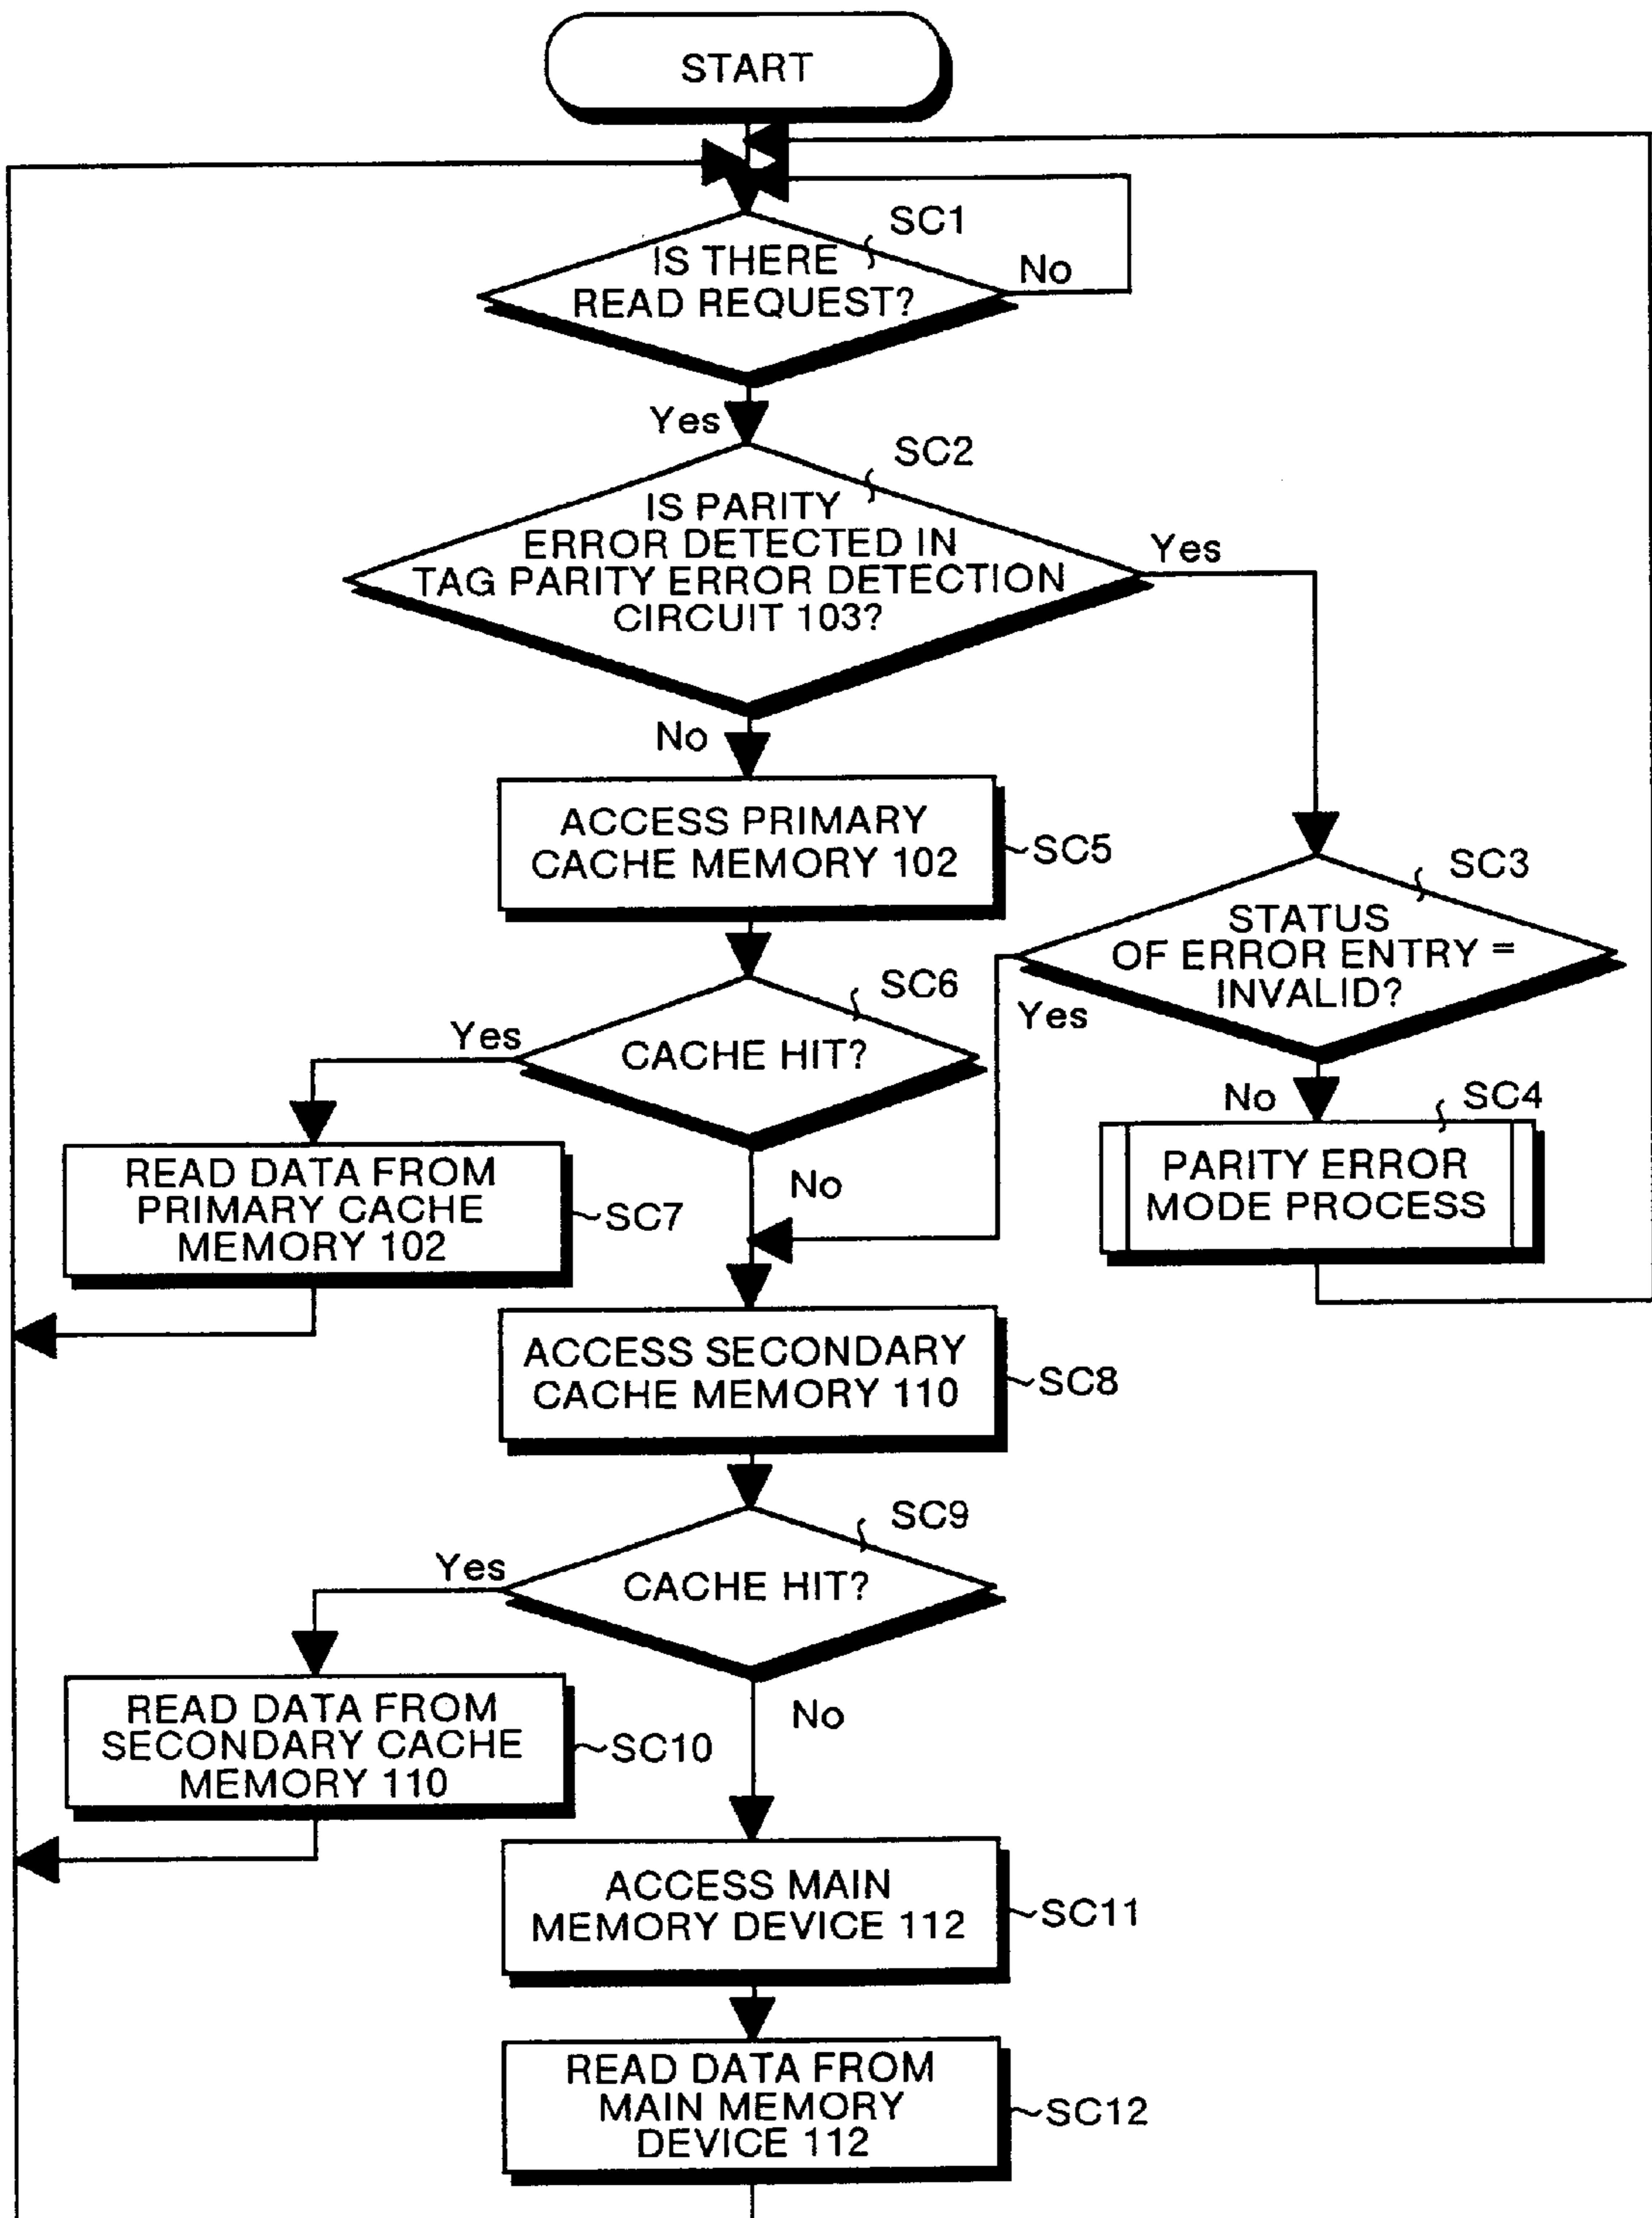 START
SC1
IS THERE
READ REQUEST?
No
Yes
SC2
IS PARITY
ERROR DETECTED IN
TAG PARITY ERROR DETECTION
CIRCUIT 103?
Yes
No
ACCESS PRIMARY
CACHE MEMORY 102
SC5
SC3
STATUS
OF ERROR ENTRY =
INVALID?
Yes
No
SC6
CACHE HIT?
Yes
No
SC4
PARITY ERROR
MODE PROCESS
READ DATA FROM
PRIMARY CACHE
MEMORY 102
SC7
ACCESS SECONDARY
CACHE MEMORY 110
SC8
SC9
CACHE HIT?
Yes
No
READ DATA FROM
SECONDARY CACHE
MEMORY 110
SC10
ACCESS MAIN
MEMORY DEVICE 112
SC11
READ DATA FROM
MAIN MEMORY
DEVICE 112
SC12